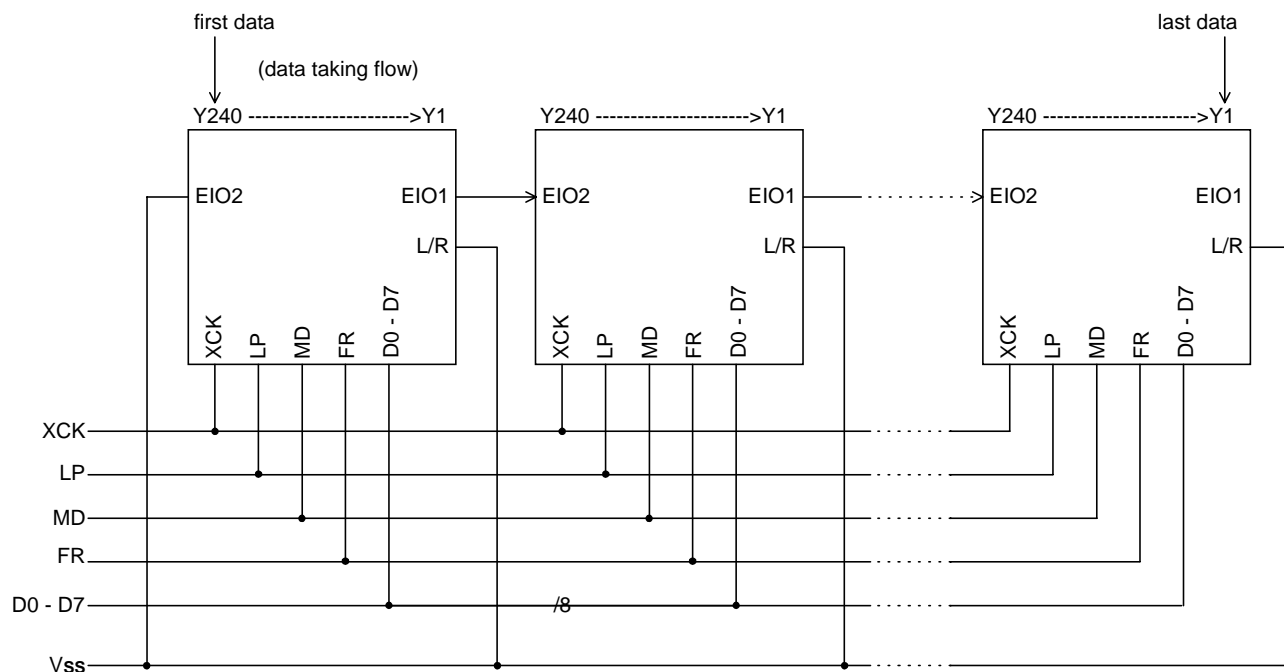 first data
last data
(data taking flow)
Y240 ----------------------->Y1
Y240 ----------------------->Y1
Y240 ----------------------->Y1
EIO2
EIO1
EIO2
EIO1
EIO2
EIO1
L/R
L/R
L/R
XCK
LP
MD
FR
D0 - D7
XCK
LP
MD
FR
D0 - D7
XCK
LP
MD
FR
D0 - D7
XCK
LP
MD
FR
D0 - D7
/8
Vss